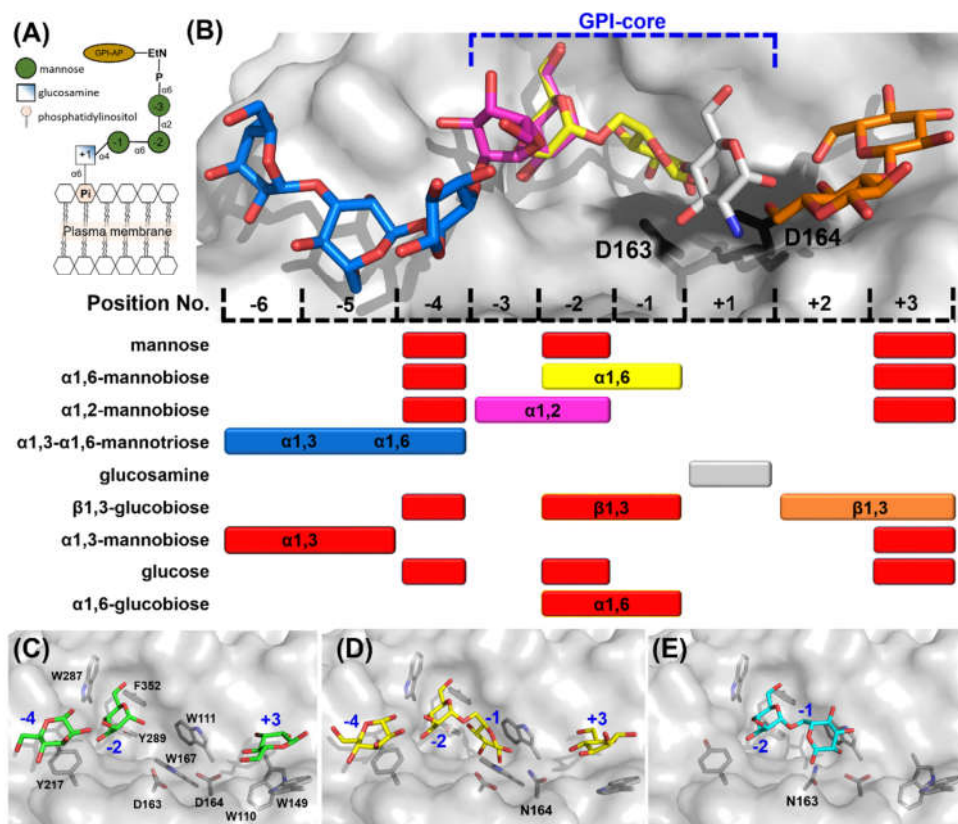 (A)
GPI-AP EtN
P
mannose
α6
glucosamine
-3
α2
phosphatidylinositol
+1 α4 -1 α6 -2
α6
Pi
Plasma membrane
(B)
GPI-core
D163 D164
Position No. -6 -5 -4 -3 -2 -1 +1 +2 +3
mannose
α1,6-mannobiose α1,6
α1,2-mannobiose α1,2
α1,3-α1,6-mannotriose α1,3 α1,6
glucosamine
β1,3-glucobiose β1,3 β1,3
α1,3-mannobiose α1,3
glucose
α1,6-glucobiose α1,6
(C)
W287
F352
-4
W111
+3
-2
Y289
W167
Y217
D163 D164 W149
W110
(D)
-4
-1
+3
-2
N164
(E)
-1
-2
N163